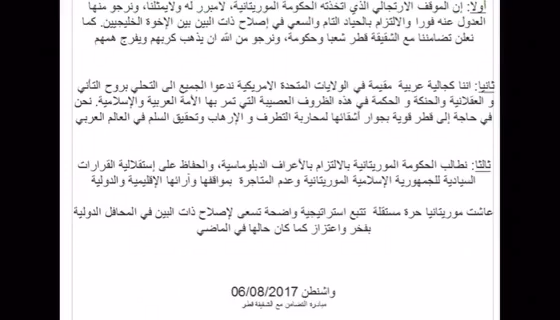 أولا: إن الموقف الارتجالي الذي اتخذته الحكومة الموريتانية، لامبرر له ولايمثلنا، ونرجو منها
العدول عنه فورا والالتزام بالحياد التام والسعي في إصلاح ذات البين بين الإخوة الخليجيين. كما
نعلن تضامننا مع الشقيقة قطر شعبا وحكومة، ونرجو من الله ان يذهب كربهم ويفرج همهم
ثانيا: اننا كجالية عربية مقيمة في الولايات المتحدة الامريكية ندعوا الجميع الى التحلي بروح التأني
و العقلانية والحنكة و الحكمة في هذه الظروف العصيبة التي تمر بها الأمة العربية والإسلامية. نحن
في حاجة إلى قطر قوية بجوار أشقائها لمحاربة التطرف و الإرهاب وتحقيق السلم في العالم العربي
ثالثا: نطالب الحكومة الموريتانية بالالتزام بالأعراف الدبلوماسية، والحفاظ على إستقلالية القرارات
السيادية للجمهورية الإسلامية الموريتانية وعدم المتاجرة بمواقفها وأرائها الإقليمية والدولية
عاشت موريتانيا حرة مستقلة تتبع استراتيجية واضحة تسعى لإصلاح ذات البين في المحافل الدولية
بفخر واعتزاز كما كان حالها في الماضي
واشنطن 06/08/2017
مبادرة التضامن مع الشقيقة قطر